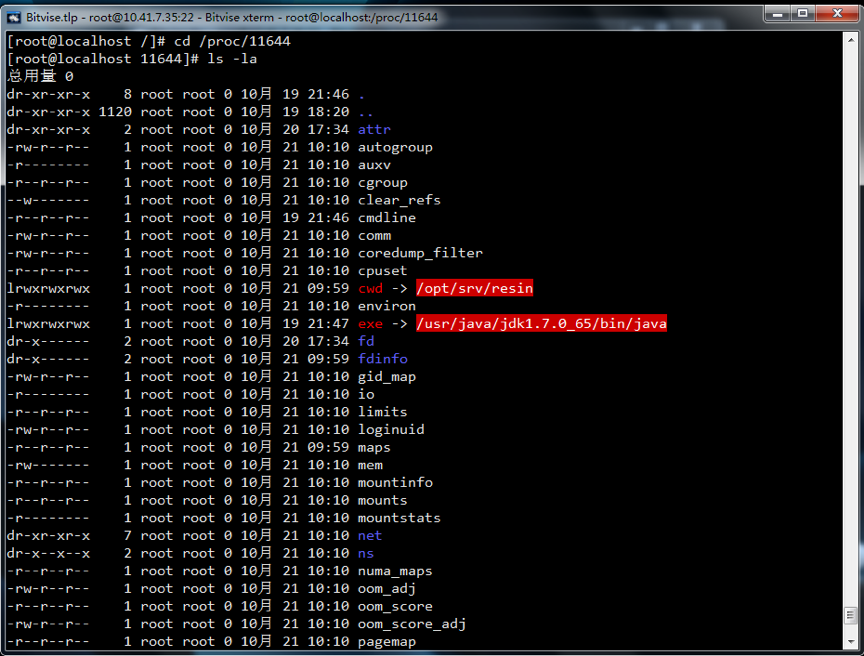 Bitvise.tlp - root@10.41.7.35:22 - Bitvise xterm - root@localhost:/proc/11644
[root@localhost /]# cd /proc/11644
[root@localhost 11644]# ls -la
总用量 0
dr-xr-xr-x    8 root root 0 10月 19 21:46 .
dr-xr-xr-x 1120 root root 0 10月 19 18:20 ..
dr-xr-xr-x    2 root root 0 10月 20 17:34 attr
-rw-r--r--    1 root root 0 10月 21 10:10 autogroup
-r--------    1 root root 0 10月 21 10:10 auxv
-r--r--r--    1 root root 0 10月 21 10:10 cgroup
--w-------    1 root root 0 10月 21 10:10 clear_refs
-r--r--r--    1 root root 0 10月 19 21:46 cmdline
-rw-r--r--    1 root root 0 10月 21 10:10 comm
-rw-r--r--    1 root root 0 10月 21 10:10 coredump_filter
-r--r--r--    1 root root 0 10月 21 10:10 cpuset
lrwxrwxrwx    1 root root 0 10月 21 09:59 cwd -> /opt/srv/resin
-r--------    1 root root 0 10月 21 10:10 environ
lrwxrwxrwx    1 root root 0 10月 19 21:47 exe -> /usr/java/jdk1.7.0_65/bin/java
dr-x------    2 root root 0 10月 20 17:34 fd
dr-x------    2 root root 0 10月 21 09:59 fdinfo
-rw-r--r--    1 root root 0 10月 21 10:10 gid_map
-r--------    1 root root 0 10月 21 10:10 io
-r--r--r--    1 root root 0 10月 21 10:10 limits
-rw-r--r--    1 root root 0 10月 21 10:10 loginuid
-r--r--r--    1 root root 0 10月 21 09:59 maps
-rw-------    1 root root 0 10月 21 10:10 mem
-r--r--r--    1 root root 0 10月 21 10:10 mountinfo
-r--r--r--    1 root root 0 10月 21 10:10 mounts
-r--------    1 root root 0 10月 21 10:10 mountstats
dr-xr-xr-x    7 root root 0 10月 21 10:10 net
dr-x--x--x    2 root root 0 10月 21 10:10 ns
-r--r--r--    1 root root 0 10月 21 10:10 numa_maps
-rw-r--r--    1 root root 0 10月 21 10:10 oom_adj
-r--r--r--    1 root root 0 10月 21 10:10 oom_score
-rw-r--r--    1 root root 0 10月 21 10:10 oom_score_adj
-r--r--r--    1 root root 0 10月 21 10:10 pagemap